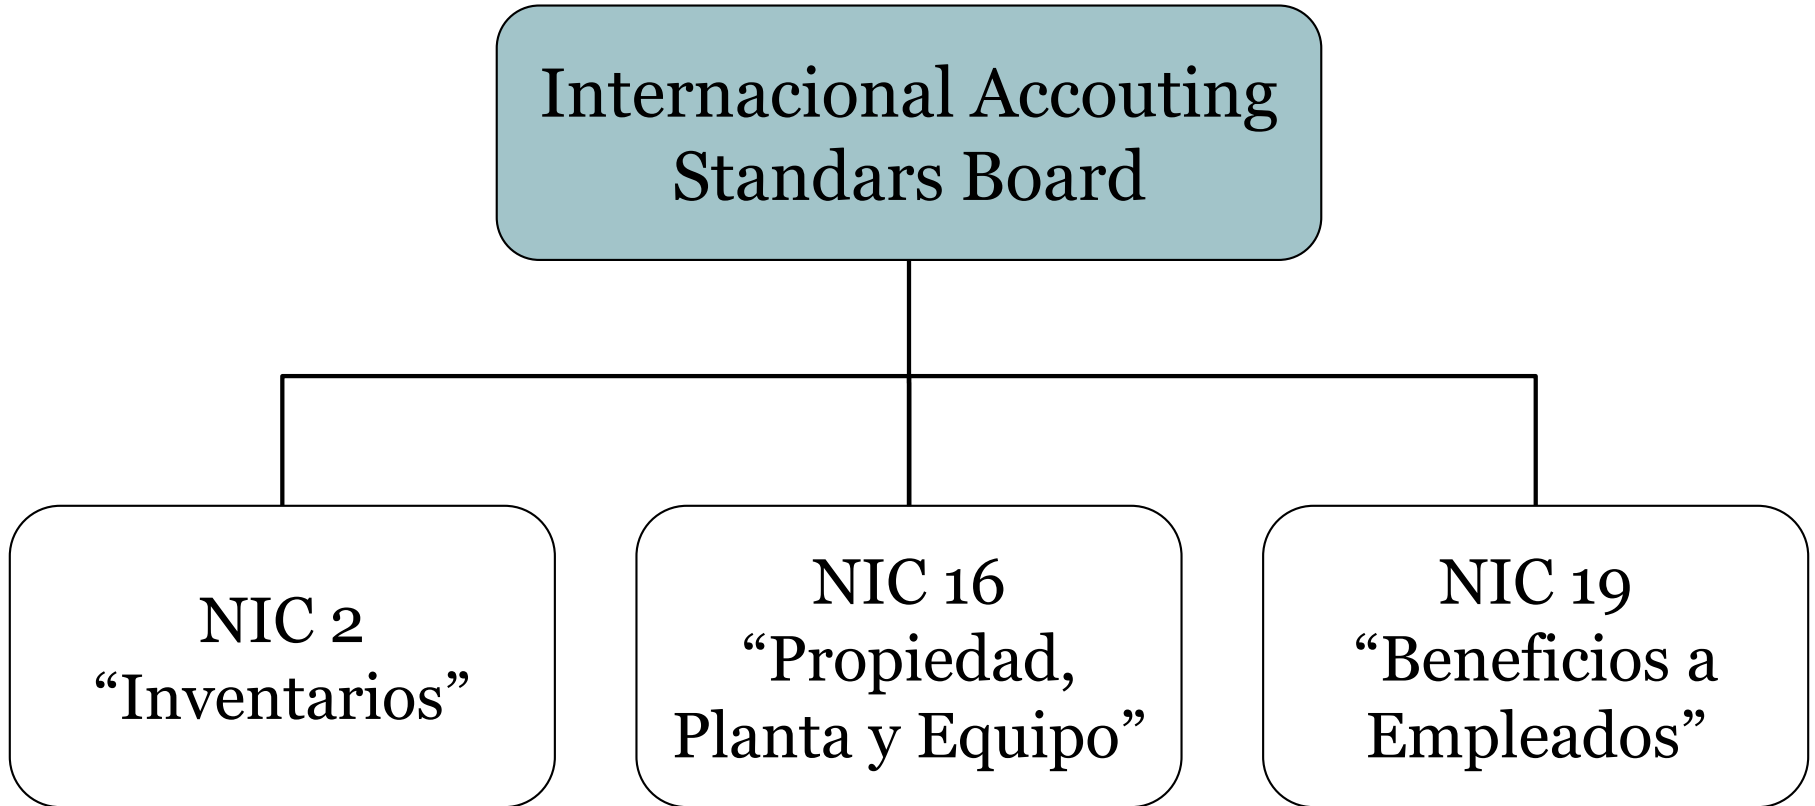 Internacional Accouting
Standars Board
NIC 2
“Inventarios”
NIC 16
“Propiedad,
Planta y Equipo”
NIC 19
“Beneficios a
Empleados”